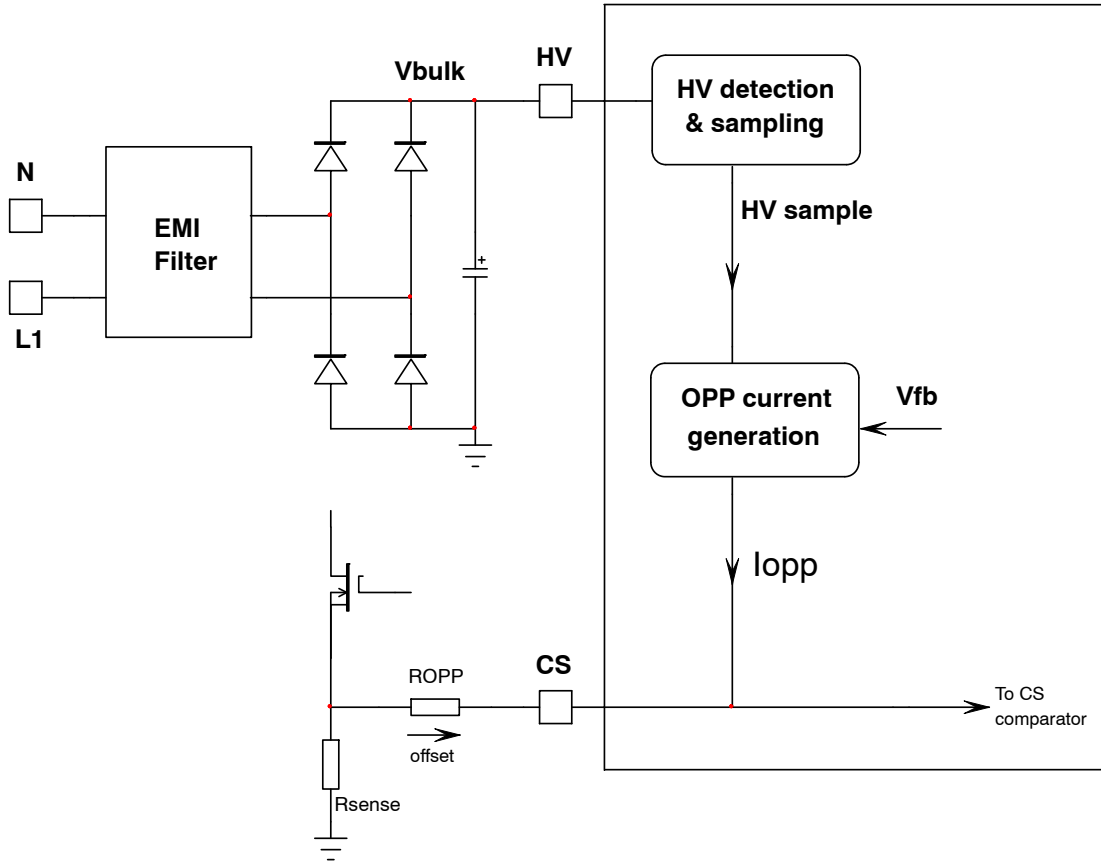 N
L1
EMI
Filter
Vbulk
+
HV
HV detection
& sampling
HV sample
OPP current
generation
Vfb
Iopp
CS
ROPP
offset
Rsense
To CS
comparator